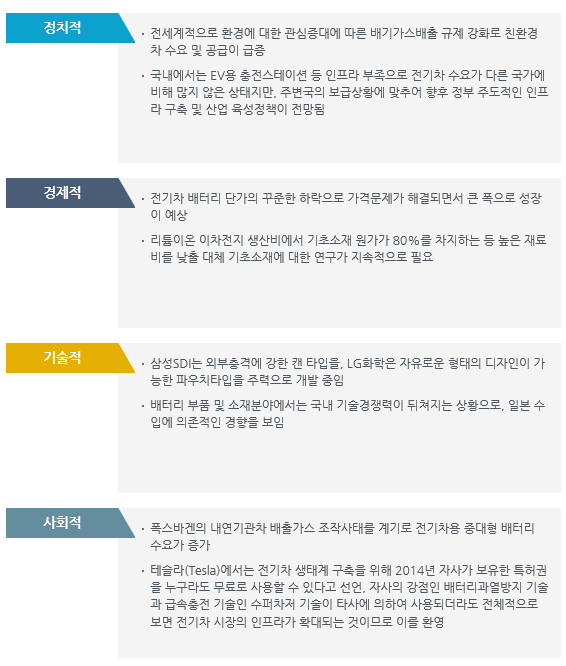 정치적
· 전세계적으로 환경에 대한 관심증대에 따른 배기가스배출 규제 강화로 친환경
차 수요 및 공급이 급증
· 국내에서는 EV용 충전스테이션 등 인프라 부족으로 전기차 수요가 다른 국가에
비해 많지 않은 상태지만, 주변국의 보급상황에 맞추어 향후 정부 주도적인 인프
라 구축 및 산업 육성정책이 전망됨
경제적
· 전기차 배터리 단가의 꾸준한 하락으로 가격문제가 해결되면서 큰 폭으로 성장
이 예상
· 리튬이온 이차전지 생산비에서 기초소재 원가가 80%를 차지하는 등 높은 재료
비를 낮출 대체 기초소재에 대한 연구가 지속적으로 필요
기술적
· 삼성SDI는 외부충격에 강한 캔 타입을, LG화학은 자유로운 형태의 디자인이 가
능한 파우치타입을 주력으로 개발 중임
· 배터리 부품 및 소재분야에서는 국내 기술경쟁력이 뒤쳐지는 상황으로, 일본 수
입에 의존적인 경향을 보임
사회적
· 폭스바겐의 내연기관차 배출가스 조작사태를 계기로 전기차용 중대형 배터리
수요가 증가
· 테슬라(Tesla)에서는 전기차 생태계 구축을 위해 2014년 자사가 보유한 특허권
을 누구라도 무료로 사용할 수 있다고 선언, 자사의 강점인 배터리과열방지 기술
과 급속충전 기술인 수퍼차저 기술이 타사에 의하여 사용되더라도 전체적으로
보면 전기차 시장의 인프라가 확대되는 것이므로 이를 환영